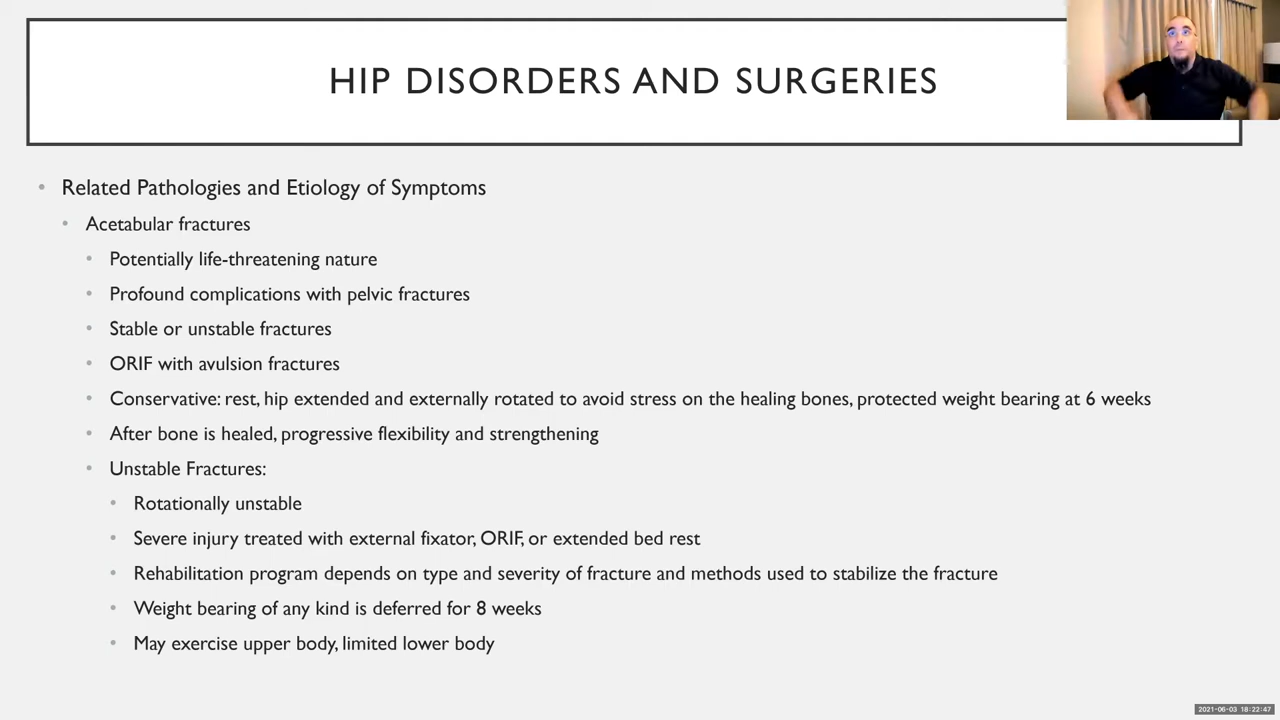 HIP DISORDERS AND SURGERIES
Related Pathologies and Etiology of Symptoms
Acetabular fractures
Potentially life-threatening nature
Profound complications with pelvic fractures
Stable or unstable fractures
ORIF with avulsion fractures
Conservative: rest, hip extended and externally rotated to avoid stress on the healing bones, protected weight bearing at 6 weeks
After bone is healed, progressive flexibility and strengthening
Unstable Fractures:
Rotationally unstable
Severe injury treated with external fixator, ORIF, or extended bed rest
Rehabilitation program depends on type and severity of fracture and methods used to stabilize the fracture
Weight bearing of any kind is deferred for 8 weeks
May exercise upper body, limited lower body
2021-06-03 18:22:47